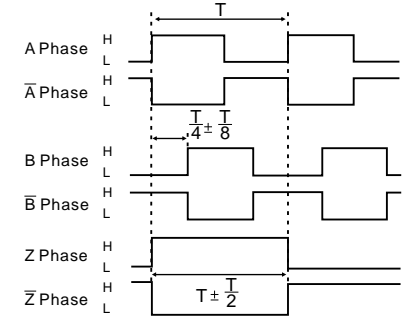 T
A Phase H
L
A̅ Phase H
L
T/4 ± T/8
B Phase H
L
B̅ Phase H
L
Z Phase H
L
T ± T/2
Z̅ Phase H
L